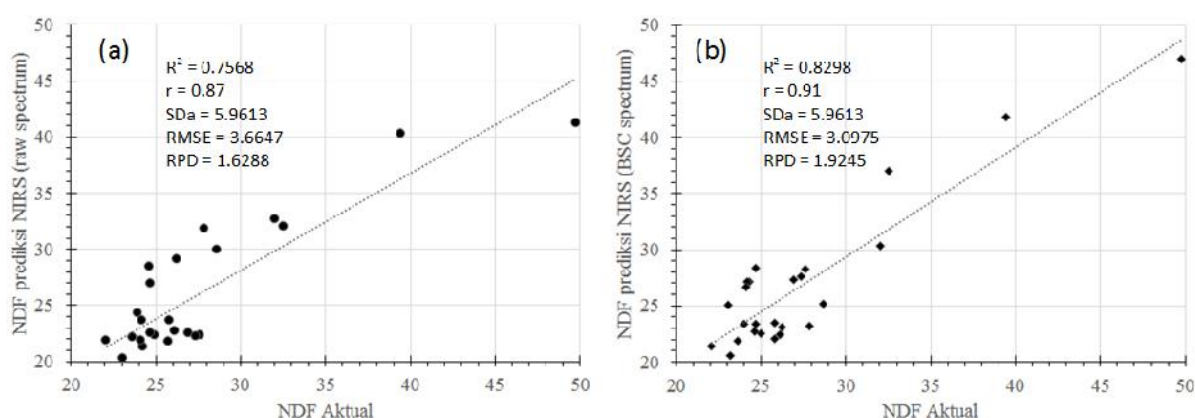 (a)
R² = 0.7568
r = 0.87
SDa = 5.9613
RMSE = 3.6647
RPD = 1.6288
NDF prediksi NIRS (raw spectrum)
50
45
40
35
30
25
20
20 25 30 35 40 45 50
NDF Aktual
(b)
R² = 0.8298
r = 0.91
SDa = 5.9613
RMSE = 3.0975
RPD = 1.9245
NDF prediksi NIRS (BSC spectrum)
50
45
40
35
30
25
20
20 25 30 35 40 45 50
NDF Aktual